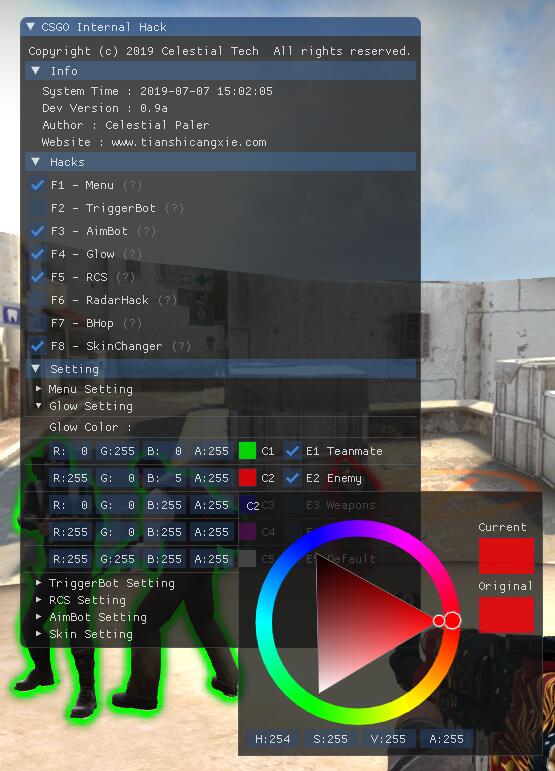 CSGO Internal Hack
Copyright (c) 2019 Celestial Tech  All rights reserved.
Info
System Time : 2019-07-07 15:02:05
Dev Version : 0.9a
Author : Celestial Paler
Website : www.tianshicangxie.com
Hacks
F1 - Menu (?)
F2 - TriggerBot (?)
F3 - AimBot (?)
F4 - Glow (?)
F5 - RCS (?)
F6 - RadarHack (?)
F7 - BHop (?)
F8 - SkinChanger (?)
Setting
Menu Setting
Glow Setting
Glow Color :
R: 0 G:255 B: 0 A:255 C1 E1 Teanmate
R:255 G: 0 B: 5 A:255 C2 E2 Enemy
R: 0 G: 0 B:255 A:255 C3 E3 Weapons
R:255 G: 0 B:255 A:255 C4
R:255 G:255 B:255 A:255 C5 Default
TriggerBot Setting
RCS Setting
AimBot Setting
Skin Setting
C2
Current
Original
H:254 S:255 V:255 A:255